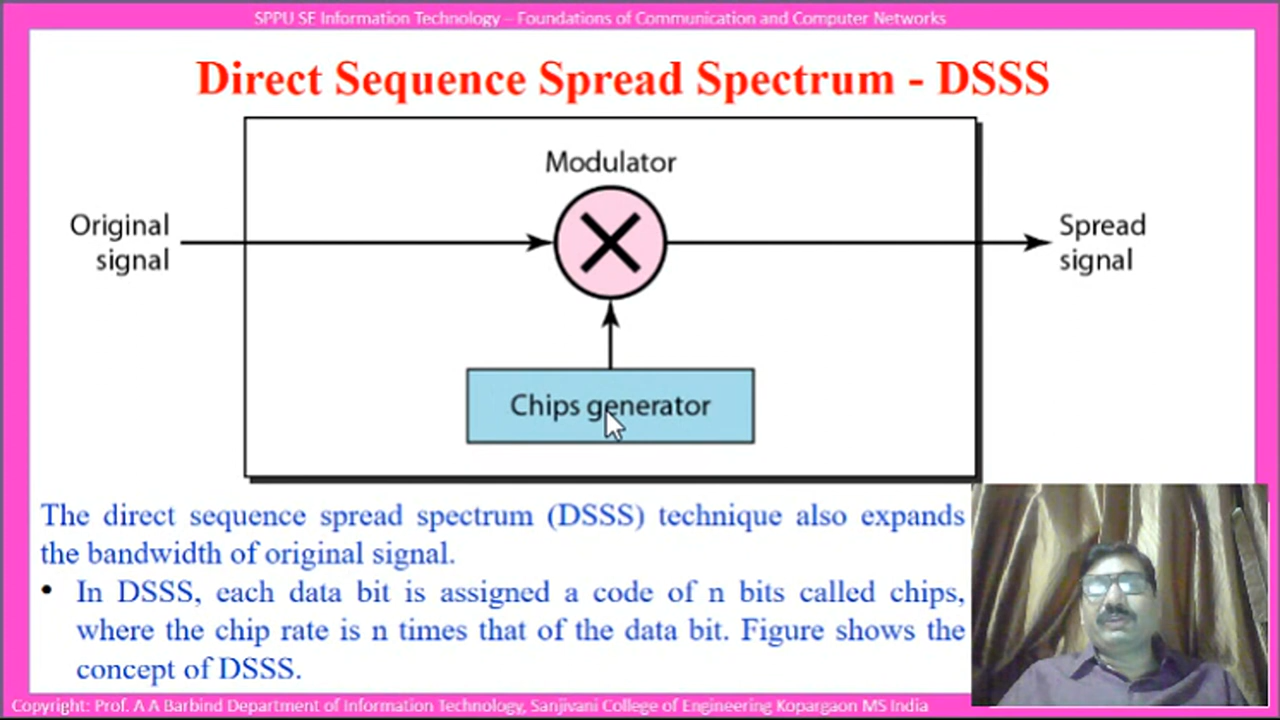 SPPU SE Information Technology – Foundations of Communication and Computer Networks
Direct Sequence Spread Spectrum - DSSS
Modulator
Original
signal
Spread
signal
Chips generator
The direct sequence spread spectrum (DSSS) technique also expands
the bandwidth of original signal.
• In DSSS, each data bit is assigned a code of n bits called chips,
where the chip rate is n times that of the data bit. Figure shows the
concept of DSSS.
Copyright: Prof. A A Barbind Department of Information Technology, Sanjivani College of Engineering Kopargaon MS India